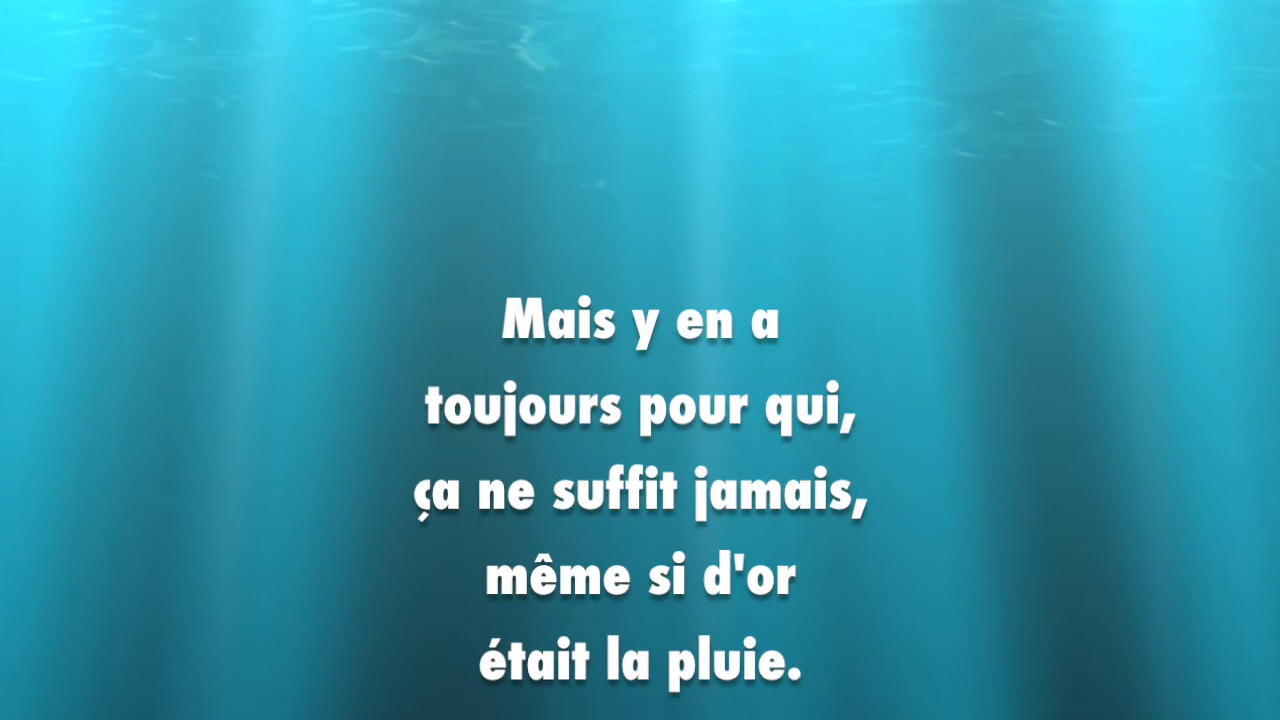 Mais y en a
toujours pour qui,
ça ne suffit jamais,
même si d'or
était la pluie.